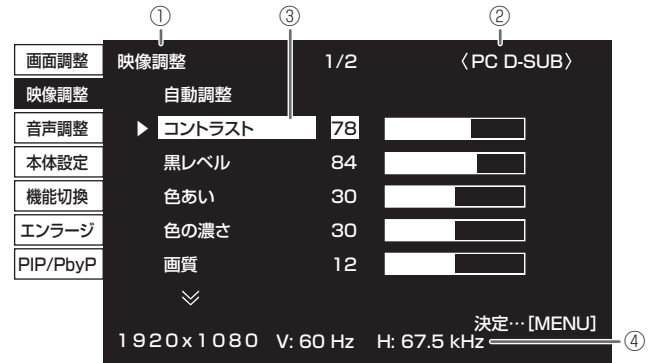 ① ③ ②
画面調整
映像調整
音声調整
本体設定
機能切換
エンラージ
PIP/PbyP
映像調整 1/2 〈PC D-SUB〉
自動調整
▶ コントラスト 78
黒レベル 84
色あい 30
色の濃さ 30
画質 12
決定…[MENU]
1920x1080 V: 60 Hz H: 67.5 kHz ④